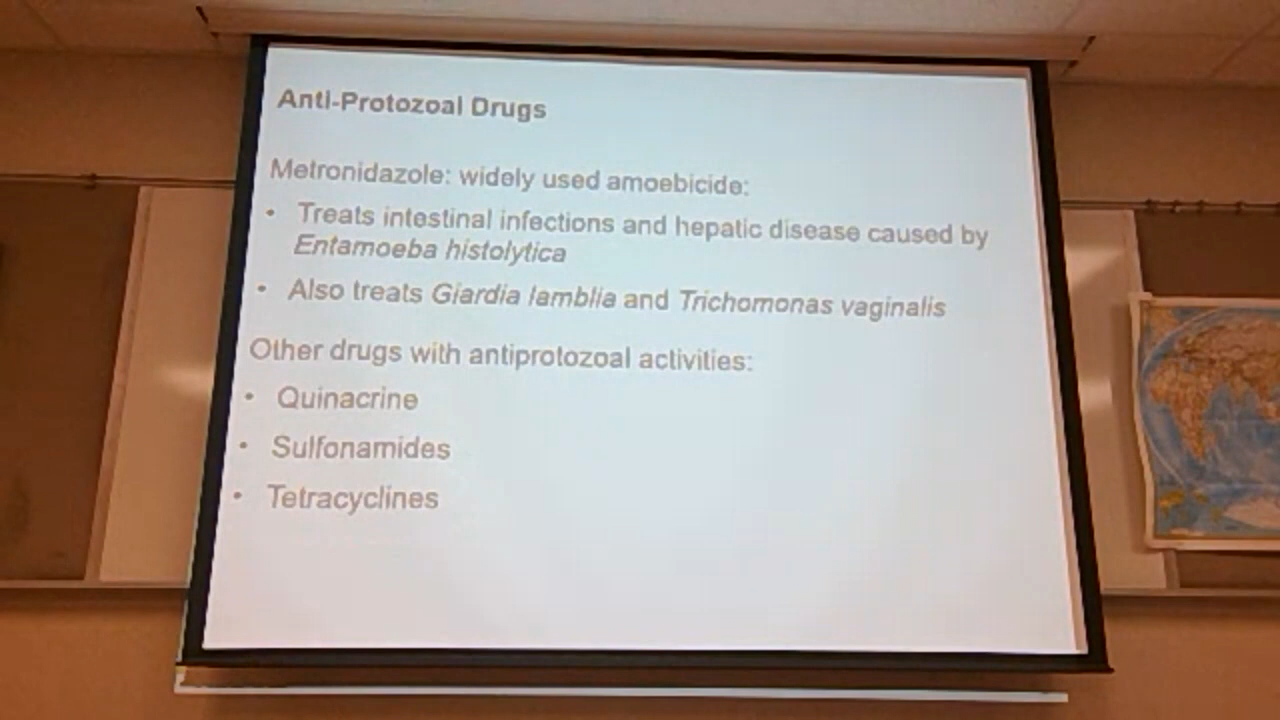 Anti-Protozoal Drugs
Metronidazole: widely used amoebicide:
• Treats intestinal infections and hepatic disease caused by
Entamoeba histolytica
• Also treats Giardia lamblia and Trichomonas vaginalis
Other drugs with antiprotozoal activities:
• Quinacrine
• Sulfonamides
• Tetracyclines